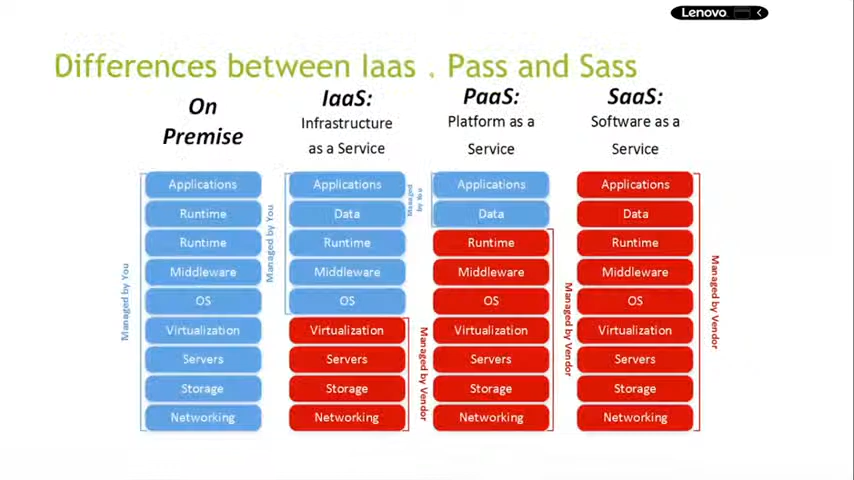 Lenovo
Differences between Iaas . Pass and Sass
On
Premise
Applications
Runtime
Runtime
Middleware
OS
Virtualization
Servers
Storage
Networking
Managed by You
IaaS:
Infrastructure
as a Service
Applications
Data
Runtime
Middleware
OS
Virtualization
Servers
Storage
Networking
Managed by You
Managed by Vendor
PaaS:
Platform as a
Service
Applications
Data
Runtime
Middleware
OS
Virtualization
Servers
Storage
Networking
Managed
by You
Managed by Vendor
SaaS:
Software as a
Service
Applications
Data
Runtime
Middleware
OS
Virtualization
Servers
Storage
Networking
Managed by Vendor